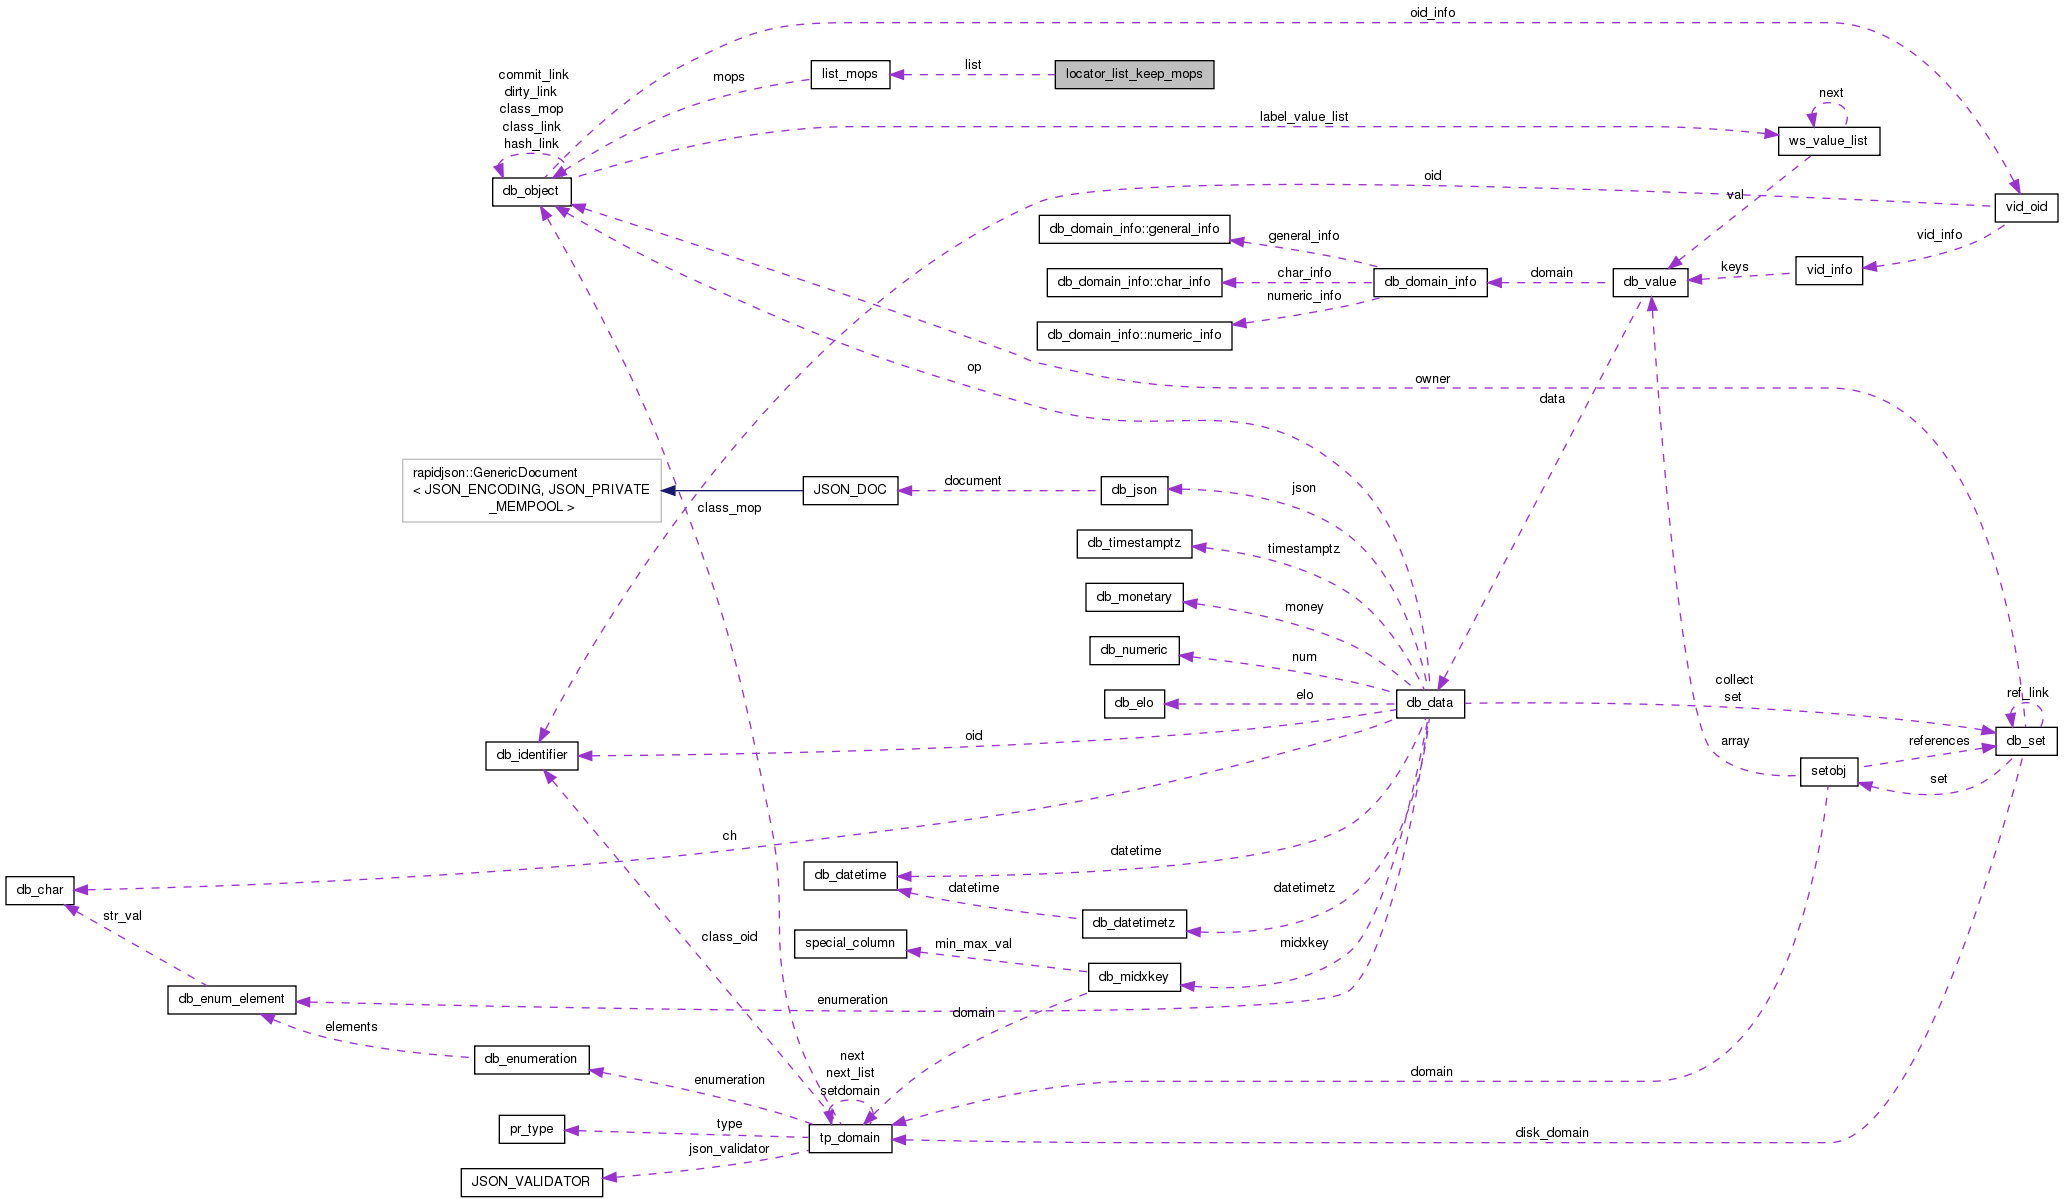 oid_info
list_mops
list
locator_list_keep_mops
mops
commit_link
dirty_link
class_mop
class_link
hash_link
label_value_list
next
ws_value_list
db_object
oid
val
vid_oid
db_domain_info::general_info
general_info
vid_info
db_domain_info::char_info
char_info
db_domain_info
domain
db_value
keys
vid_info
numeric_info
db_domain_info::numeric_info
op
owner
data
rapidjson::GenericDocument
< JSON_ENCODING, JSON_PRIVATE
_MEMPOOL >
JSON_DOC
document
db_json
json
class_mop
db_timestamptz
timestamptz
db_monetary
money
db_numeric
num
db_elo
elo
db_data
collect
set
ref_link
db_identifier
oid
array
references
db_set
setobj
set
ch
db_datetime
datetime
db_char
str_val
datetime
db_datetimetz
datetimetz
class_oid
special_column
min_max_val
db_midxkey
midxkey
db_enum_element
enumeration
domain
elements
db_enumeration
enumeration
next
next_list
setdomain
domain
pr_type
type
tp_domain
disk_domain
json_validator
JSON_VALIDATOR